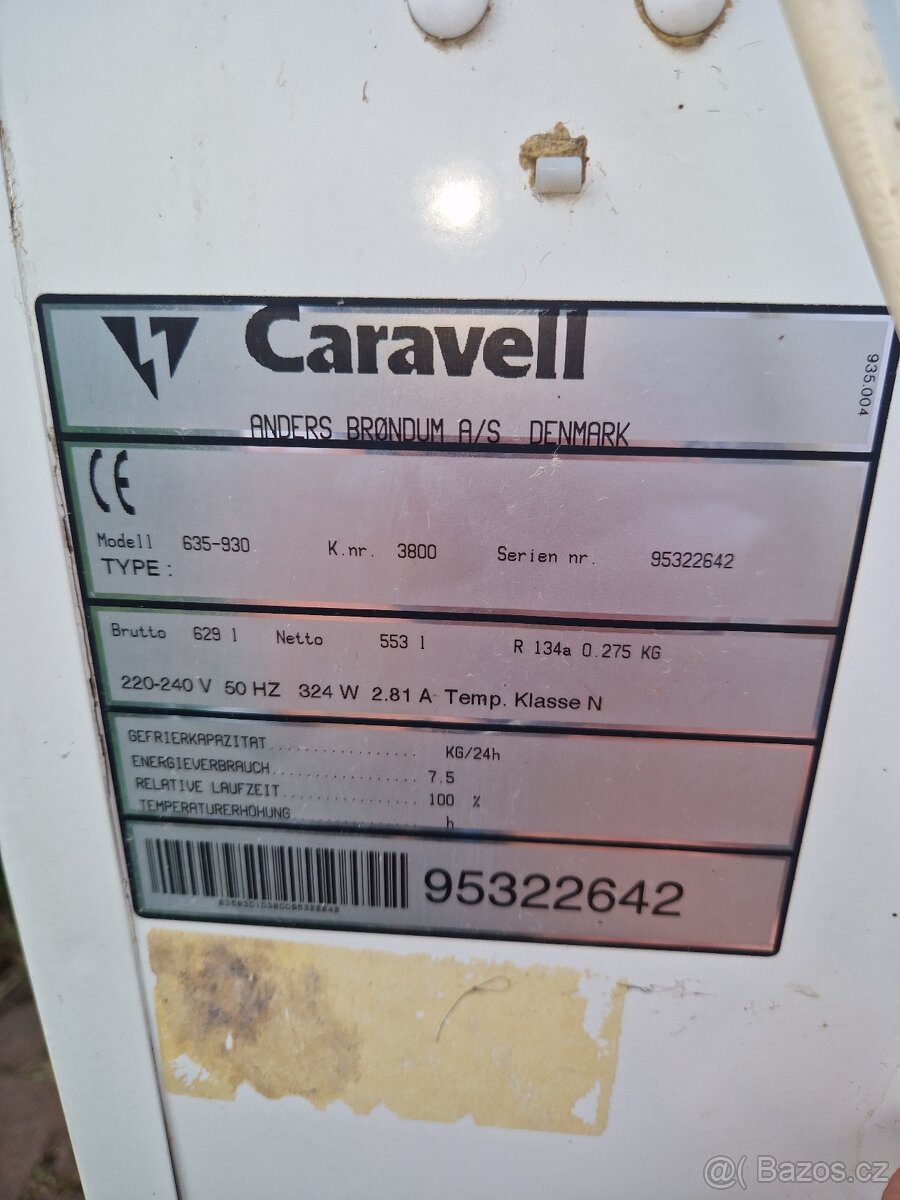 Caravell
935.004
ANDERS BRØNDUM A/S DENMARK
CE
Modell 635-930 K.nr. 3800 Serien nr. 95322642
TYPE :
Brutto 629 l Netto 553 l R 134a 0.275 KG
220-240 V 50 HZ 324 W 2.81 A Temp. Klasse N
GEFRIERKAPAZITAT................. KG/24h
ENERGIEVERBRAUCH................. 7.5
RELATIVE LAUFZEIT................ 100 %
TEMPERATURERHÖHUNG............... h
95322642
@( Bazos.cz